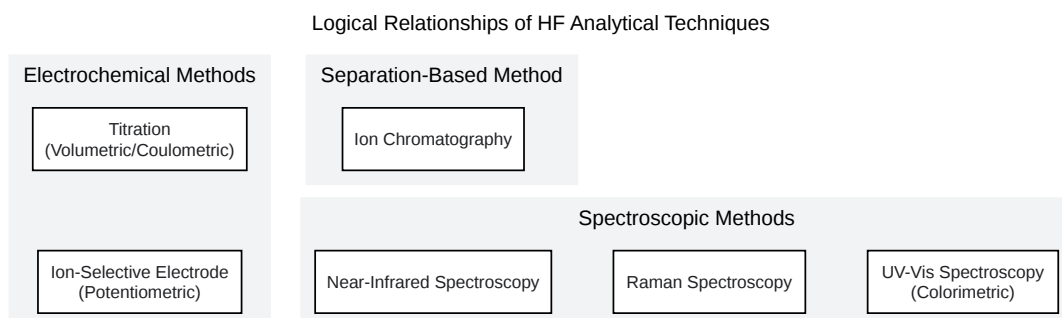 Logical Relationships of HF Analytical Techniques
Electrochemical Methods
Titration
(Volumetric/Coulometric)
Ion-Selective Electrode
(Potentiometric)
Separation-Based Method
Ion Chromatography
Spectroscopic Methods
Near-Infrared Spectroscopy
Raman Spectroscopy
UV-Vis Spectroscopy
(Colorimetric)